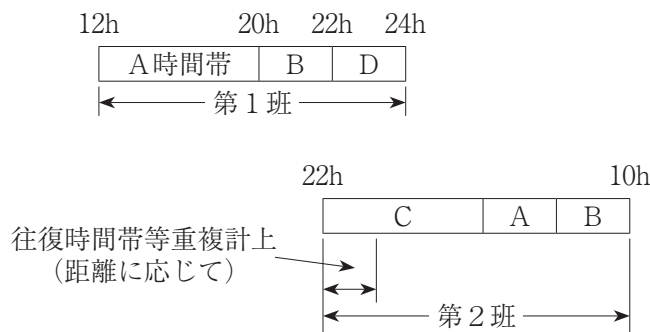 12h 20h 22h 24h
A時間帯 B D
第1班
22h 10h
C A B
往復時間帯等重複計上
(距離に応じて)
第2班